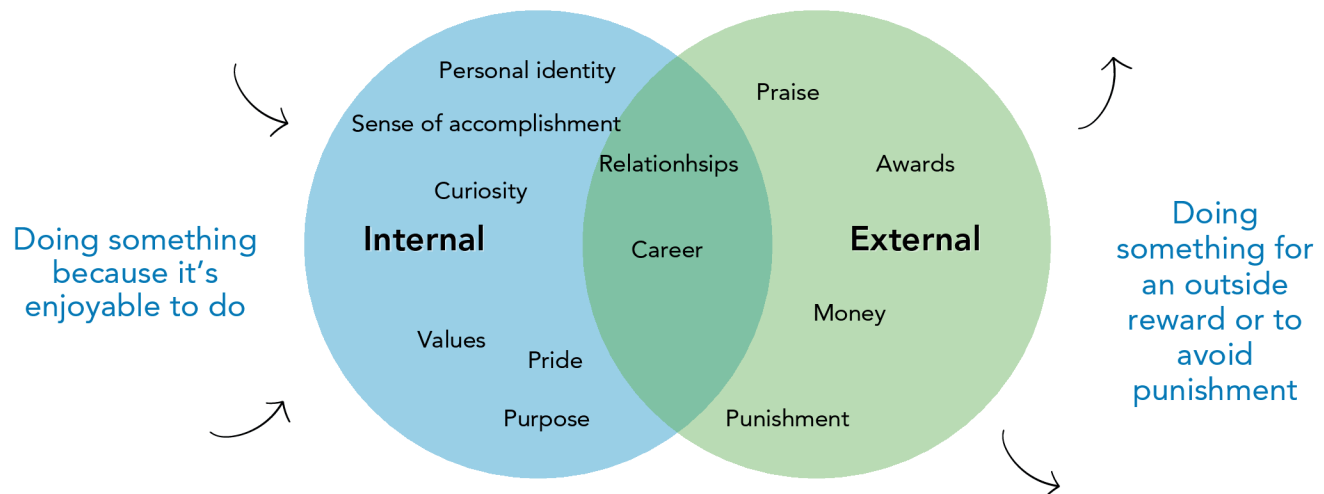 Doing something
because it's
enjoyable to do
Personal identity
Sense of accomplishment
Curiosity
Internal
Values
Pride
Purpose
Relationhsips
Career
Praise
Awards
External
Money
Punishment
Doing
something for
an outside
reward or to
avoid
punishment